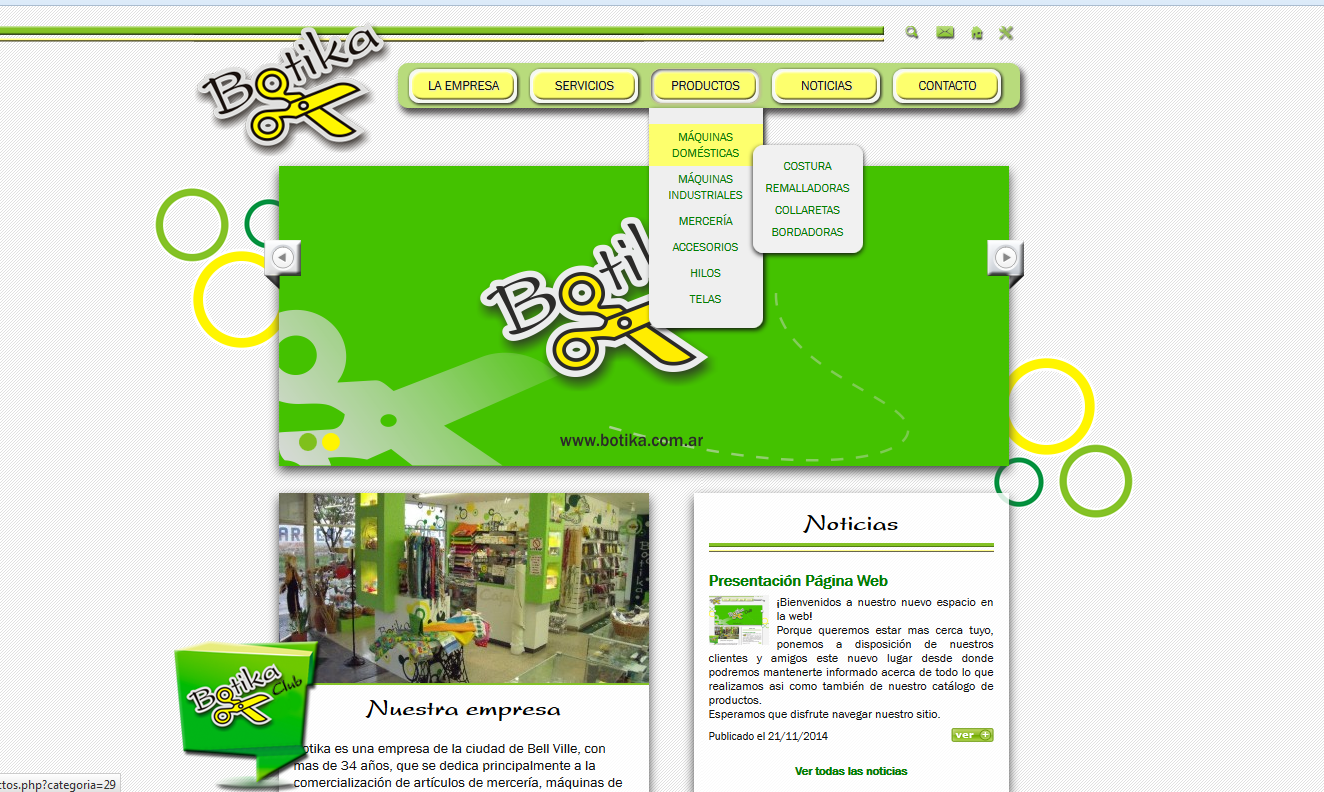 Botika
LA EMPRESA
SERVICIOS
PRODUCTOS
NOTICIAS
CONTACTO
MÁQUINAS
DOMÉSTICAS
MÁQUINAS
INDUSTRIALES
MERCERÍA
ACCESORIOS
HILOS
TELAS
COSTURA
REMALLADORAS
COLLARETAS
BORDADORAS
www.botika.com.ar
Botika
Botika
Club
Nuestra empresa
otika es una empresa de la ciudad de Bell Ville, con
mas de 34 años, que se dedica principalmente a la
comercialización de artículos de mercería, máquinas de
Noticias
Presentación Página Web
¡Bienvenidos a nuestro nuevo espacio en
la web!
Porque queremos estar mas cerca tuyo,
ponemos a disposición de nuestros
clientes y amigos este nuevo lugar desde donde
podremos mantenerte informado acerca de todo lo que
realizamos asi como también de nuestro catálogo de
productos.
Esperamos que disfrute navegar nuestro sitio.
Publicado el 21/11/2014
ver
Ver todas las noticias
ctos.php?categoria=29